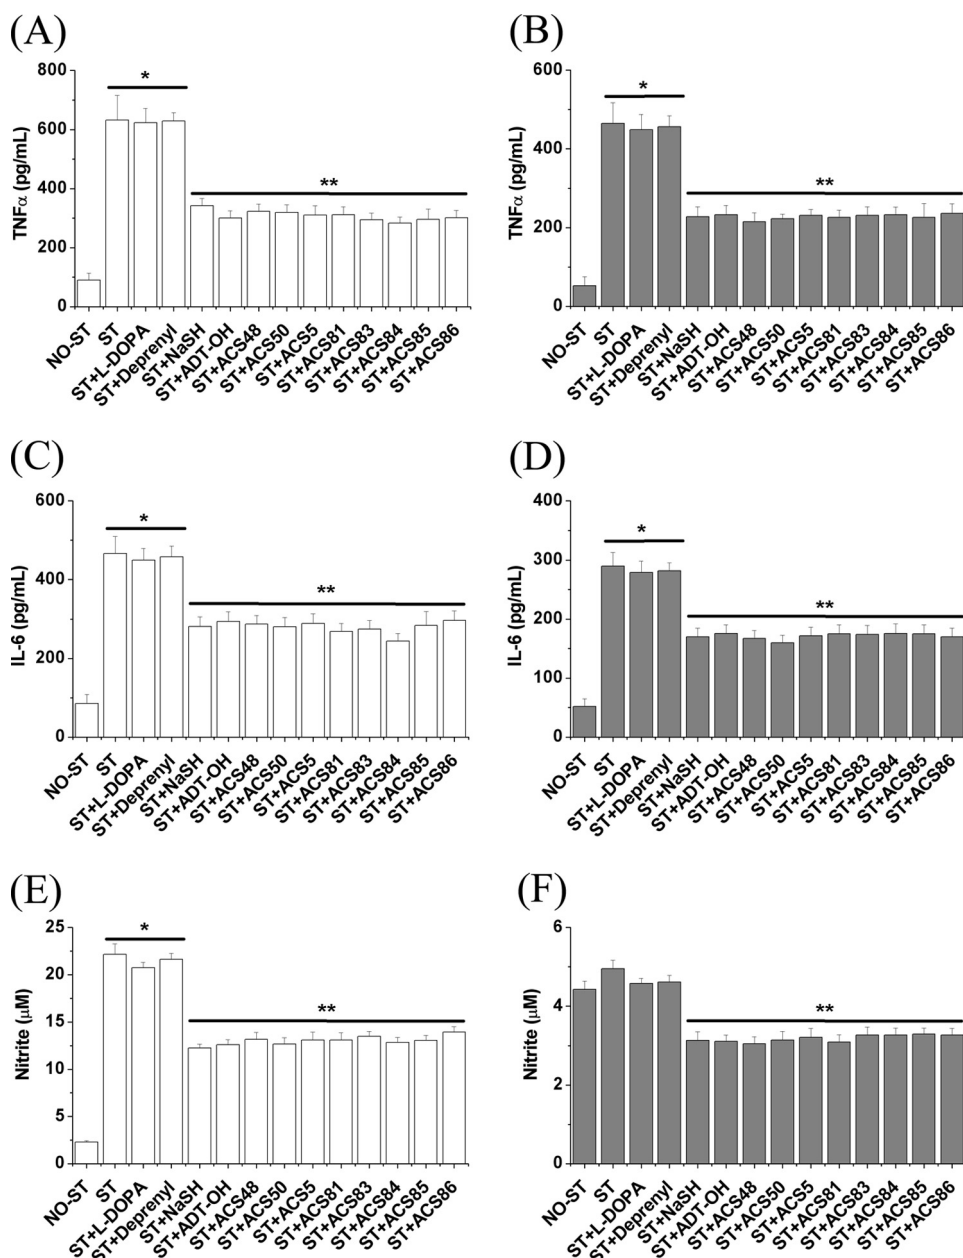 (A)
800
600
400
200
0
TNFα (pg/mL)
*
**
NO-ST
ST
ST+L-DOPA
ST+Deprenyl
ST+NaSH
ST+ADT-OH
ST+ACS48
ST+ACS50
ST+ACS5
ST+ACS81
ST+ACS83
ST+ACS84
ST+ACS85
ST+ACS86
(B)
600
400
200
0
TNFα (pg/mL)
*
**
NO-ST
ST
ST+L-DOPA
ST+Deprenyl
ST+NaSH
ST+ADT-OH
ST+ACS48
ST+ACS50
ST+ACS5
ST+ACS81
ST+ACS83
ST+ACS84
ST+ACS85
ST+ACS86
(C)
600
400
200
0
IL-6 (pg/mL)
*
**
NO-ST
ST
ST+L-DOPA
ST+Deprenyl
ST+NaSH
ST+ADT-OH
ST+ACS48
ST+ACS50
ST+ACS5
ST+ACS81
ST+ACS83
ST+ACS84
ST+ACS85
ST+ACS86
(D)
400
300
200
100
0
IL-6 (pg/mL)
*
**
NO-ST
ST
ST+L-DOPA
ST+Deprenyl
ST+NaSH
ST+ADT-OH
ST+ACS48
ST+ACS50
ST+ACS5
ST+ACS81
ST+ACS83
ST+ACS84
ST+ACS85
ST+ACS86
(E)
25
20
15
10
5
0
Nitrite (μM)
*
**
NO-ST
ST
ST+L-DOPA
ST+Deprenyl
ST+NaSH
ST+ADT-OH
ST+ACS48
ST+ACS50
ST+ACS5
ST+ACS81
ST+ACS83
ST+ACS84
ST+ACS85
ST+ACS86
(F)
6
4
2
0
Nitrite (μM)
**
NO-ST
ST
ST+L-DOPA
ST+Deprenyl
ST+NaSH
ST+ADT-OH
ST+ACS48
ST+ACS50
ST+ACS5
ST+ACS81
ST+ACS83
ST+ACS84
ST+ACS85
ST+ACS86